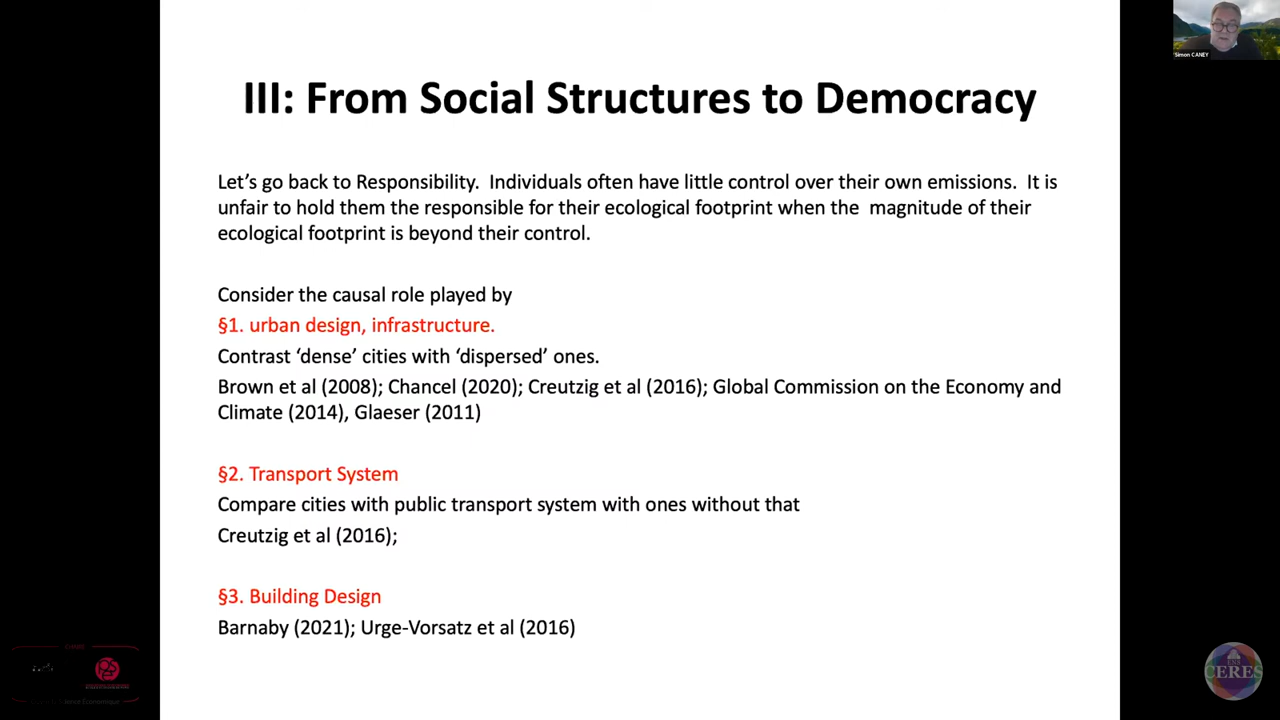 Simon CANEY
III: From Social Structures to Democracy
Let’s go back to Responsibility. Individuals often have little control over their own emissions. It is
unfair to hold them the responsible for their ecological footprint when the magnitude of their
ecological footprint is beyond their control.
Consider the causal role played by
§1. urban design, infrastructure.
Contrast ‘dense’ cities with ‘dispersed’ ones.
Brown et al (2008); Chancel (2020); Creutzig et al (2016); Global Commission on the Economy and
Climate (2014), Glaeser (2011)
§2. Transport System
Compare cities with public transport system with ones without that
Creutzig et al (2016);
§3. Building Design
Barnaby (2021); Urge-Vorsatz et al (2016)
ENS
CERES